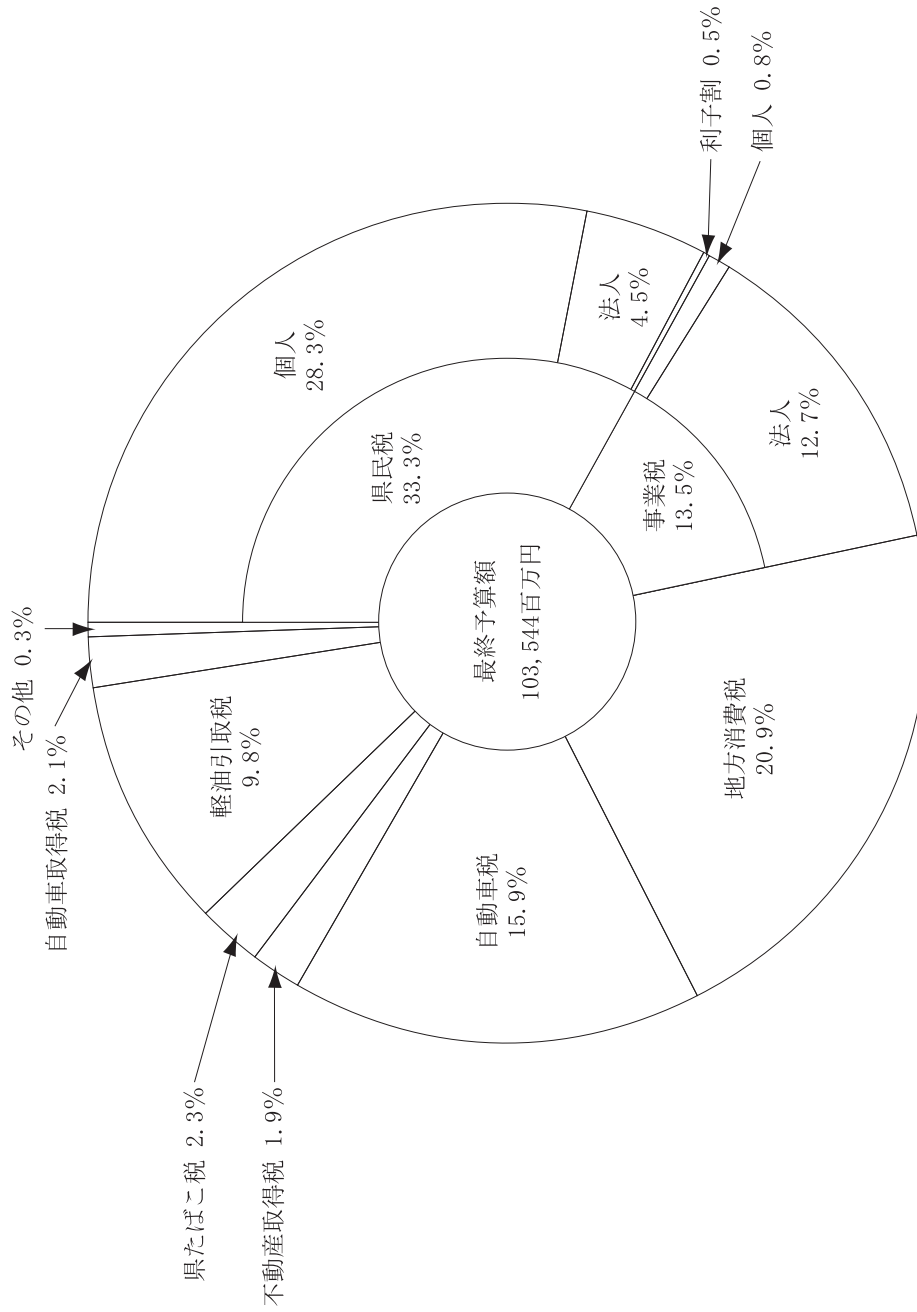 最終予算額
103,544百万円
県民税
33.3%
個人
28.3%
法人
4.5%
利子割 0.5%
事業税
13.5%
個人 0.8%
法人
12.7%
地方消費税
20.9%
自動車税
15.9%
不動産取得税 1.9%
県たばこ税 2.3%
軽油引取税
9.8%
自動車取得税 2.1%
その他 0.3%